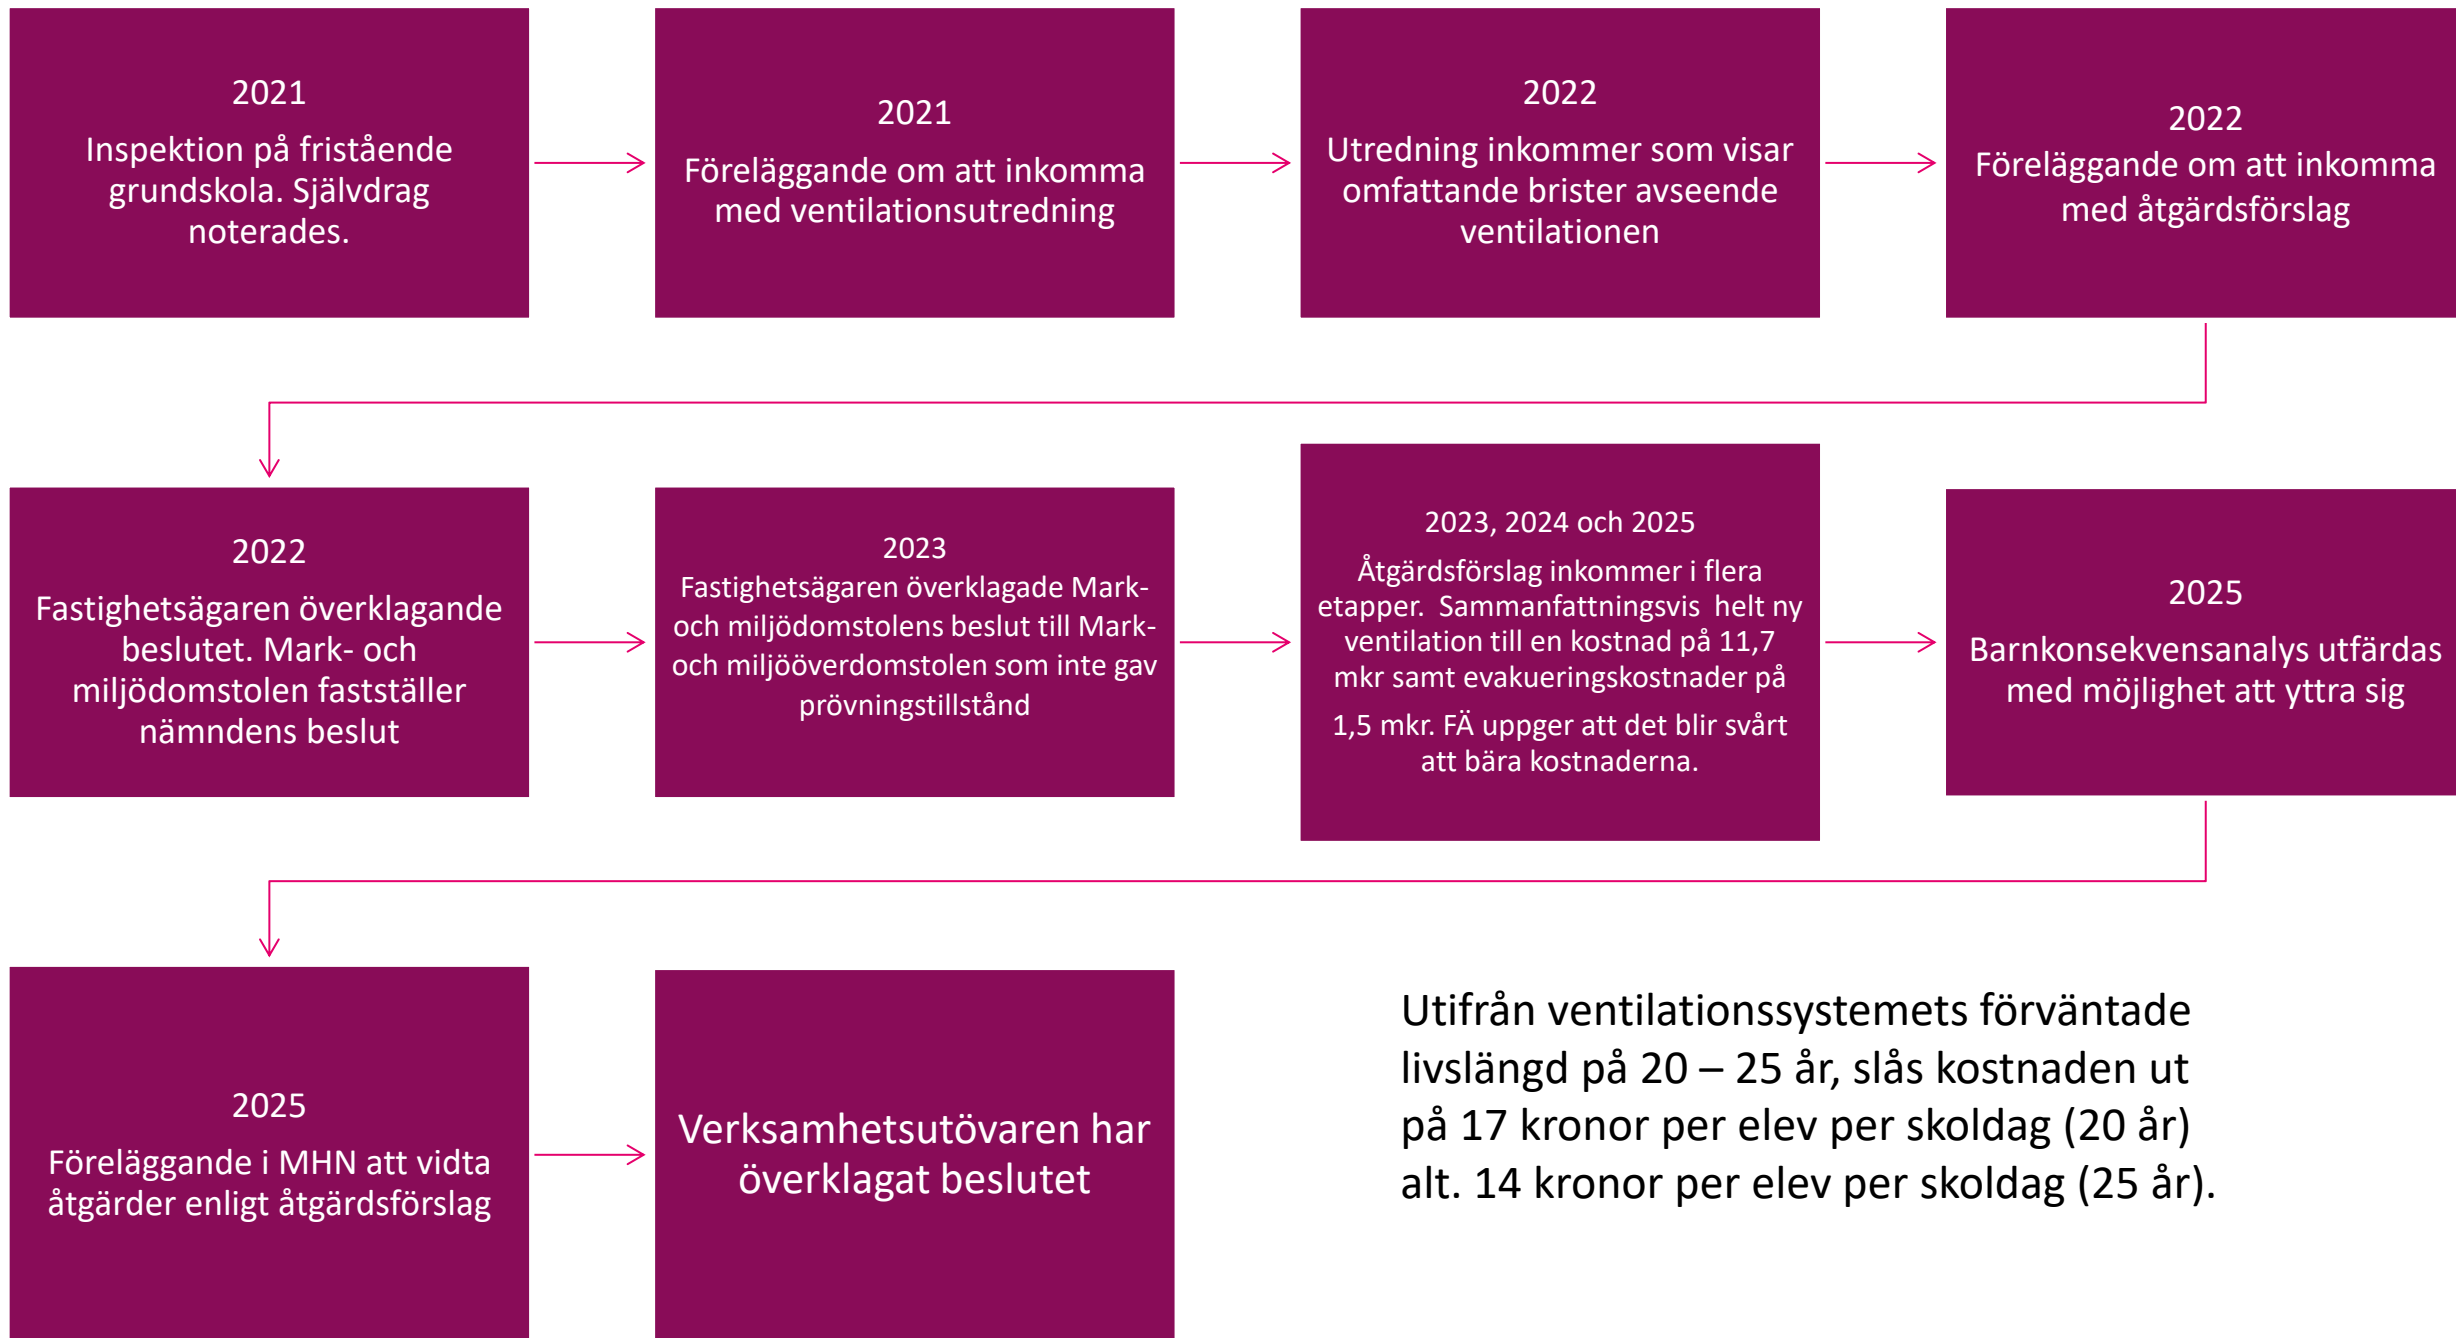 2021
Inspektion på fristående
grundskola. Självdrag
noterades.
2021
Föreläggande om att inkomma
med ventilationsutredning
2022
Utredning inkommer som visar
omfattande brister avseende
ventilationen
2022
Föreläggande om att inkomma
med åtgärdsförslag
2022
Fastighetsägaren överklagande
beslutet. Mark- och
miljödomstolen fastställer
nämndens beslut
2023
Fastighetsägaren överklagade Mark-
och miljödomstolens beslut till Mark-
och miljööverdomstolen som inte gav
prövningstillstånd
2023, 2024 och 2025
Åtgärdsförslag inkommer i flera
etapper.  Sammanfattningsvis  helt ny
ventilation till en kostnad på 11,7
mkr samt evakueringskostnader på
1,5 mkr. FÄ uppger att det blir svårt
att bära kostnaderna.
2025
Barnkonsekvensanalys utfärdas
med möjlighet att yttra sig
2025
Föreläggande i MHN att vidta
åtgärder enligt åtgärdsförslag
Verksamhetsutövaren har
överklagat beslutet
Utifrån ventilationssystemets förväntade
livslängd på 20 – 25 år, slås kostnaden ut
på 17 kronor per elev per skoldag (20 år)
alt. 14 kronor per elev per skoldag (25 år).